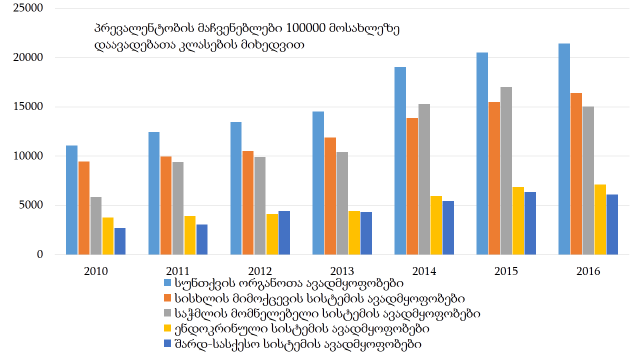 25000
პრევალენტობის მაჩვენებლები 100000 მოსახლეზე
დაავადებათა კლასების მიხედვით
20000
15000
10000
5000
0
2010 2011 2012 2013 2014 2015 2016
სუნთქვის ორგანოთა ავადმყოფობები
სისხლის მიმოქცევის სისტემის ავადმყოფობები
საჭმლის მომნელებელი სისტემის ავადმყოფობები
ენდოკრინული სისტემის ავადმყოფობები
შარდ-სასქესო სისტემის ავადმყოფობები